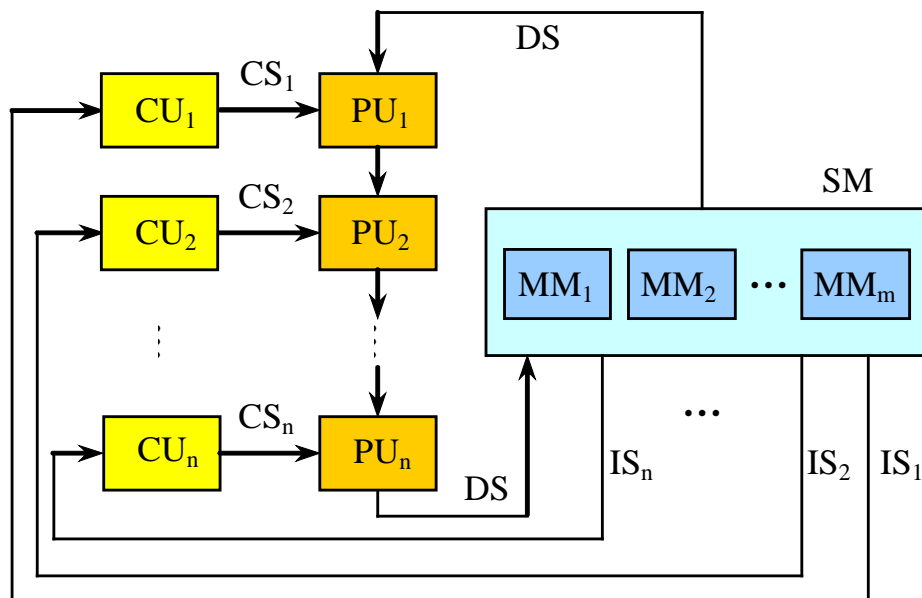 DS
CS₁
CU₁
PU₁
SM
CS₂
CU₂
PU₂
MM₁
MM₂
...
MMₘ
...
CSₙ
CUₙ
PUₙ
DS
ISₙ
IS₂
IS₁